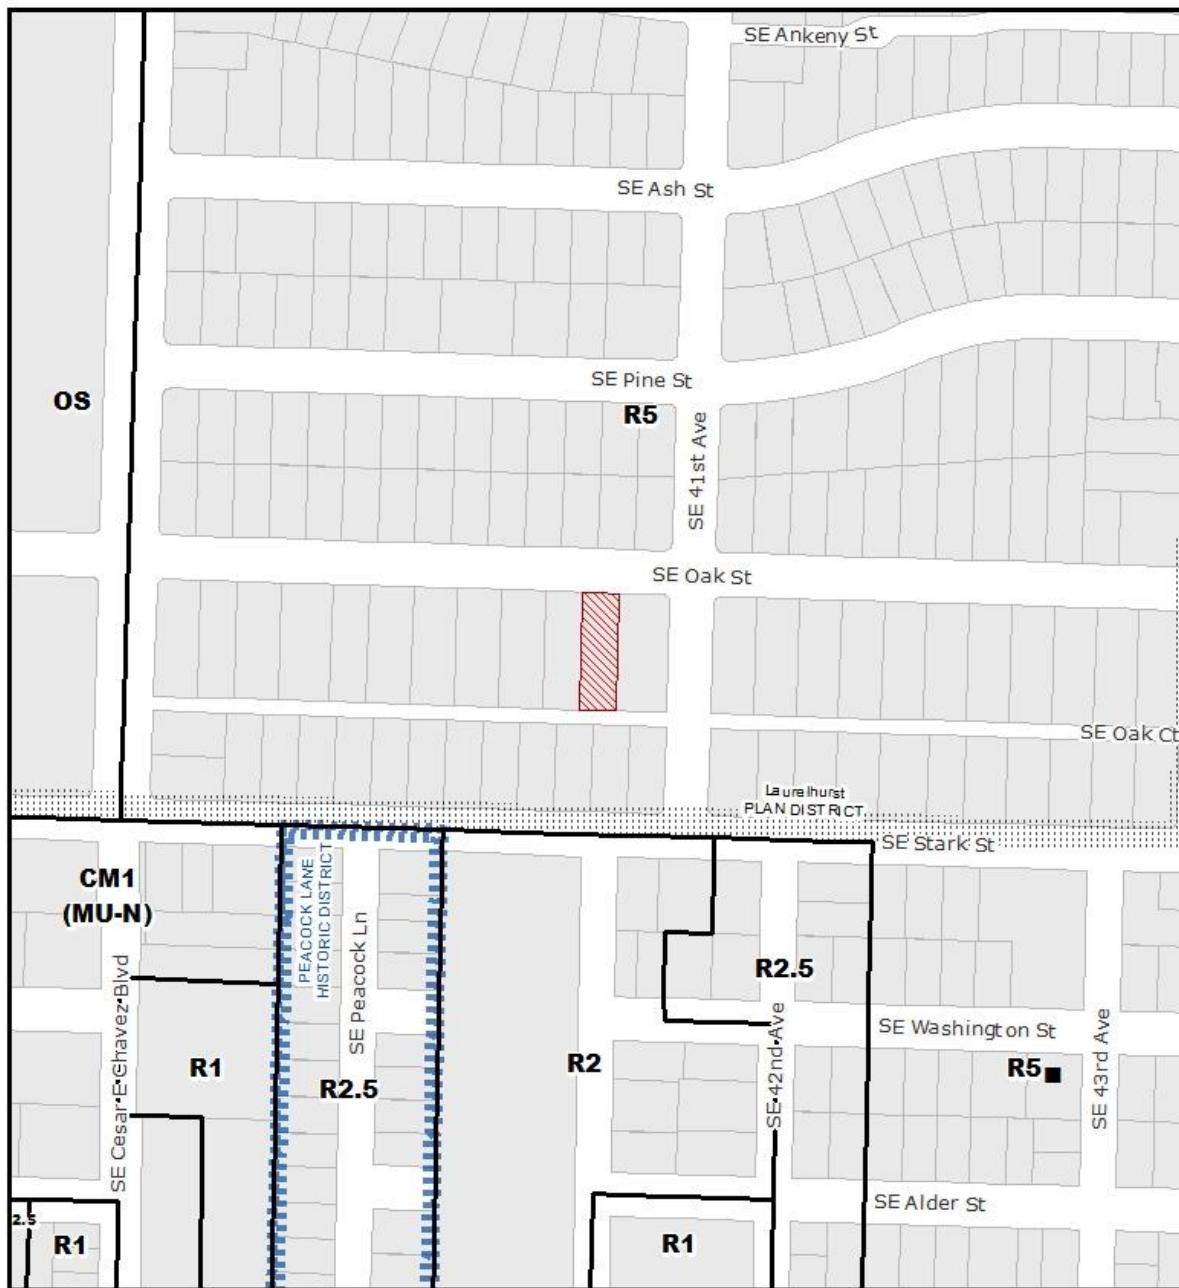 SE Ankeny St
SE Ash St
SE Pine St
OS
R5
SE 41st Ave
SE Oak St
SE Oak Ct
Laurelhurst
PLAN DISTRICT
SE Stark St
CM1
(MU-N)
PEACOCK LANE
HISTORIC DISTRICT
SE Peacock Ln
R2.5
SE Cesar E Chavez Blvd
SE Washington St
SE 42nd Ave
SE 43rd Ave
R1
R2.5
R2
R5
SE Alder St
2.5
R1
R1